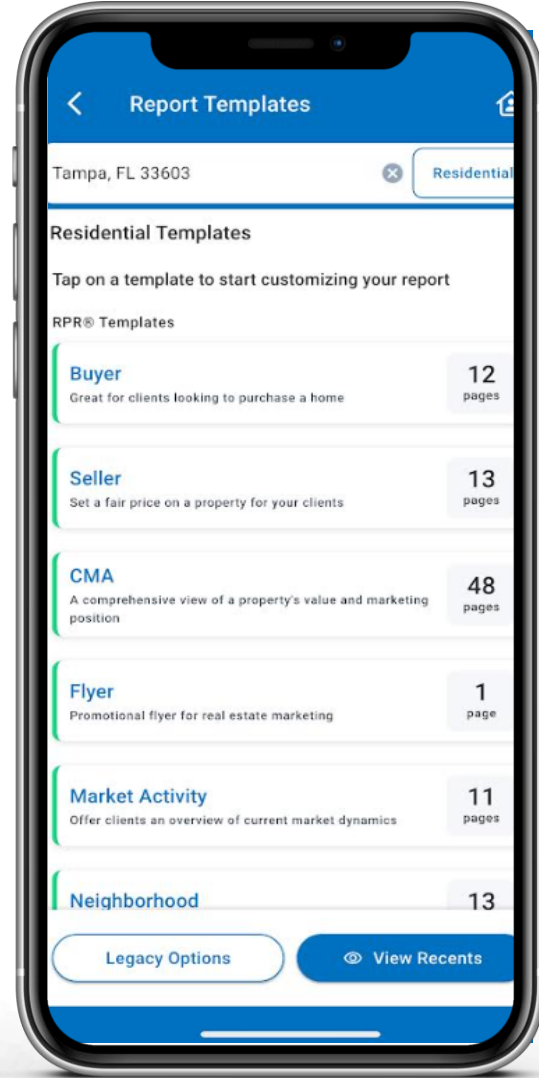 Report Templates
Tampa, FL 33603
Residential
Residential Templates
Tap on a template to start customizing your report
RPR® Templates
Buyer
Great for clients looking to purchase a home
12
pages
Seller
Set a fair price on a property for your clients
13
pages
CMA
A comprehensive view of a property's value and marketing
position
48
pages
Flyer
Promotional flyer for real estate marketing
1
page
Market Activity
Offer clients an overview of current market dynamics
11
pages
Neighborhood
13
Legacy Options
View Recents